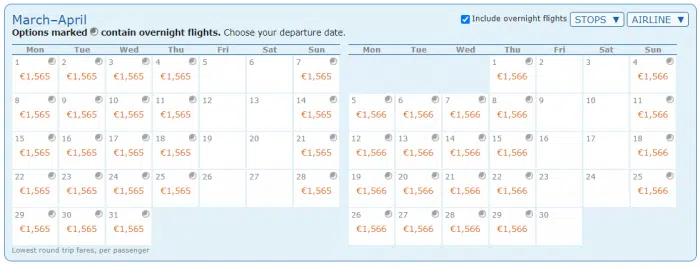 March–April
Include overnight flights STOPS ▼ AIRLINE ▼
Options marked contain overnight flights. Choose your departure date.
Mon Tue Wed Thu Fri Sat Sun
1 2 3 4 5 6 7
€1,565 €1,565 €1,565 €1,565 €1,565
8 9 10 11 12 13 14
€1,565 €1,565 €1,565 €1,565 €1,565
15 16 17 18 19 20 21
€1,565 €1,565 €1,565 €1,565 €1,565
22 23 24 25 26 27 28
€1,565 €1,565 €1,565 €1,565 €1,565
29 30 31
€1,565 €1,565 €1,565
Mon Tue Wed Thu Fri Sat Sun
1 2 3 4
€1,566 €1,566
5 6 7 8 9 10 11
€1,566 €1,566 €1,566 €1,566 €1,566
12 13 14 15 16 17 18
€1,566 €1,566 €1,566 €1,566 €1,566
19 20 21 22 23 24 25
€1,566 €1,566 €1,566 €1,566 €1,566
26 27 28 29 30
€1,566 €1,566 €1,566 €1,566
Lowest round trip fares, per passenger